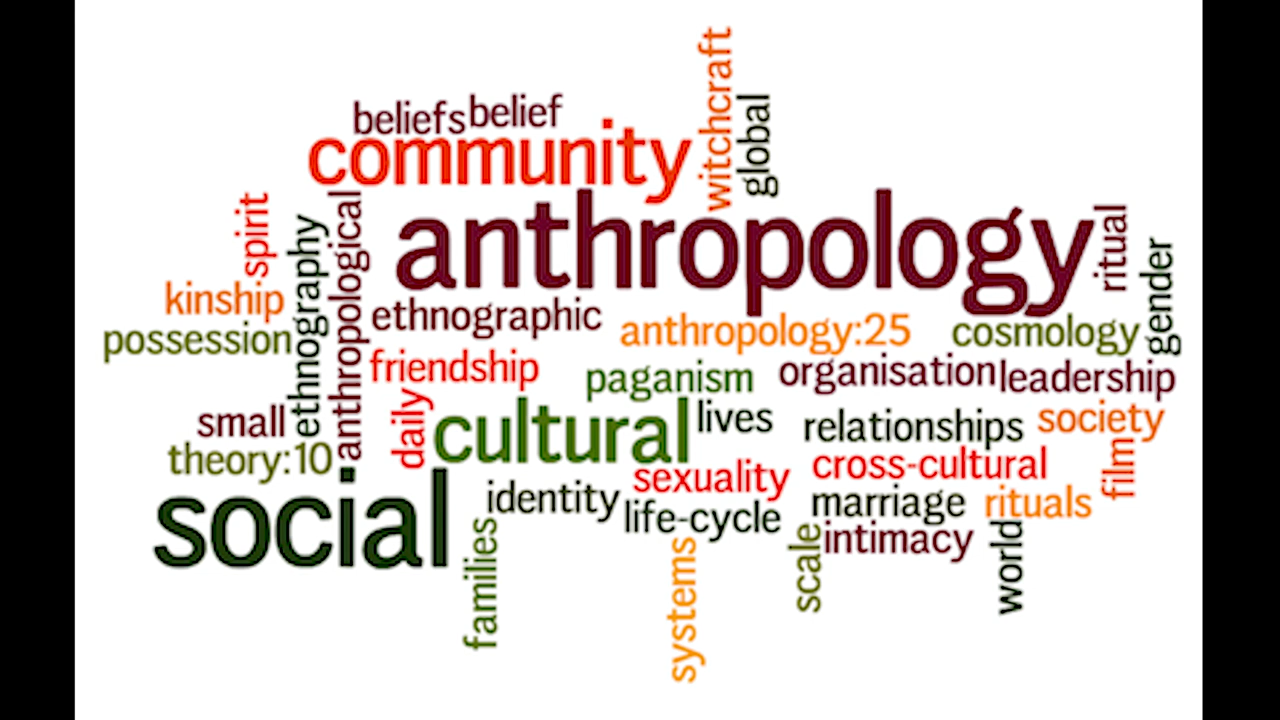 witchcraft
global
beliefs belief
community
anthropology
spirit
ethnography
anthropological
ritual
gender
kinship
ethnographic
anthropology:25
cosmology
possession
friendship
paganism
organisation leadership
small
daily
cultural
lives
relationships
society
theory:10
sexuality
cross-cultural
film
social
identity
life-cycle
marriage
rituals
families
systems
scale
intimacy
world